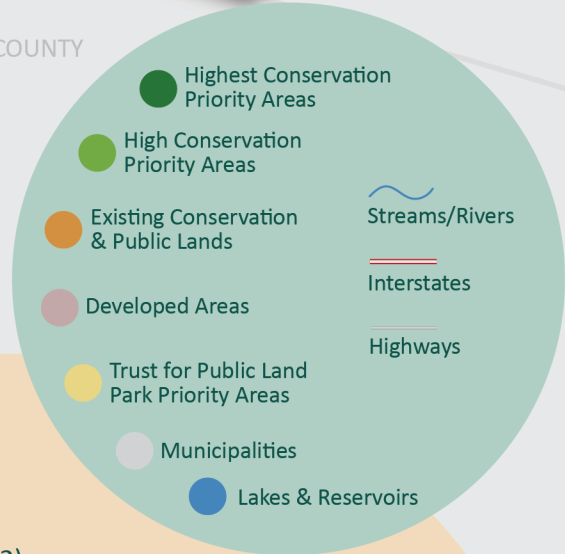 COUNTY
Highest Conservation
Priority Areas
High Conservation
Priority Areas
Existing Conservation
& Public Lands
Developed Areas
Trust for Public Land
Park Priority Areas
Municipalities
Lakes & Reservoirs
Streams/Rivers
Interstates
Highways